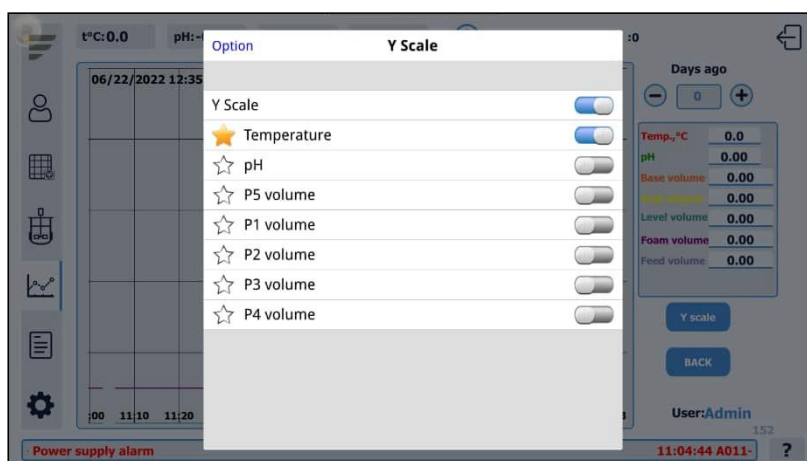 t°C:0.0
pH:-
:0
Option
Y Scale
Days ago
06/22/2022 12:35
0
Y Scale
Temperature
pH
P5 volume
P1 volume
P2 volume
P3 volume
P4 volume
Temp.,°C 0.0
pH 0.00
Base volume 0.00
0.00
Level volume 0.00
Foam volume 0.00
Feed volume 0.00
Y scale
BACK
:00 11:10 11:20
User:Admin
152
Power supply alarm
11:04:44 A011-
?